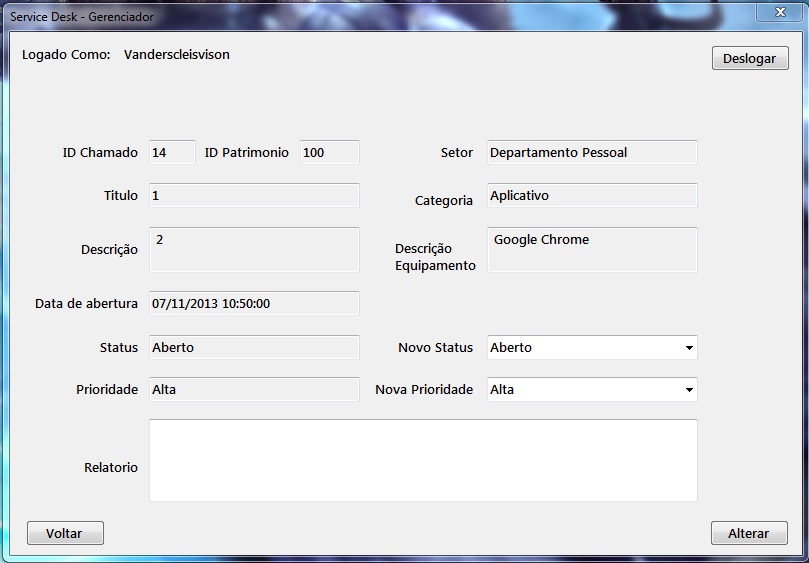 Service Desk - Gerenciador
Logado Como: Vanderscleisvison
Deslogar
ID Chamado 14 ID Patrimonio 100 Setor Departamento Pessoal
Titulo 1 Categoria Aplicativo
Descrição 2 Descrição Equipamento Google Chrome
Data de abertura 07/11/2013 10:50:00
Status Aberto Novo Status Aberto
Prioridade Alta Nova Prioridade Alta
Relatorio
Voltar Alterar